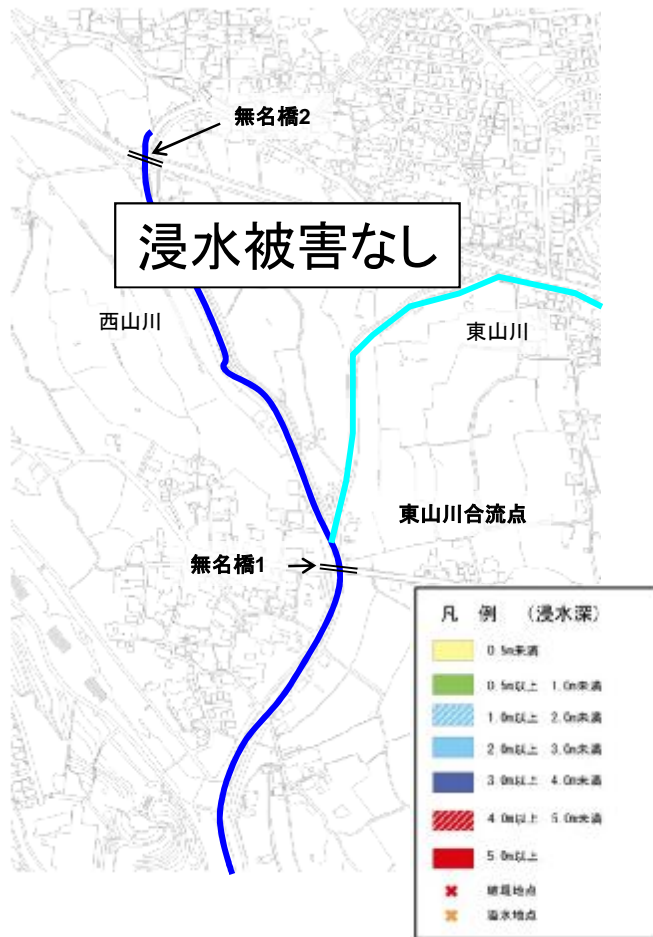 無名橋2
浸水被害なし
西山川
東山川
東山川合流点
無名橋1
凡 例 （浸水深）
0.5m未満
0.5m以上 1.0m未満
1.0m以上 2.0m未満
2.0m以上 3.0m未満
3.0m以上 4.0m未満
4.0m以上 5.0m未満
5.0m以上
破堤地点
溢水地点